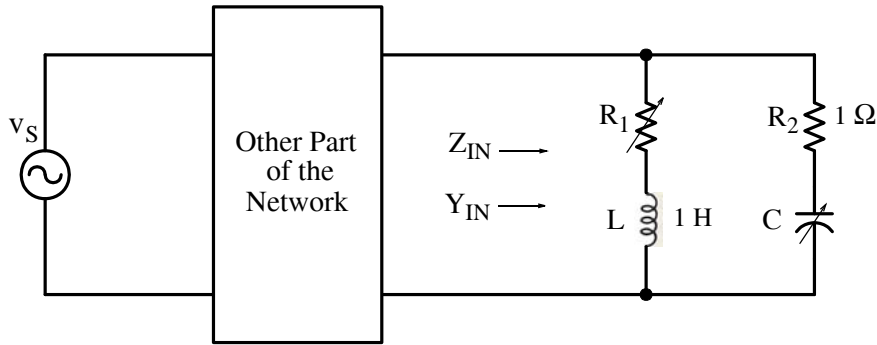 v_S
Other Part
of the
Network
Z_IN
Y_IN
R_1
L
1 H
R_2
1 Ω
C